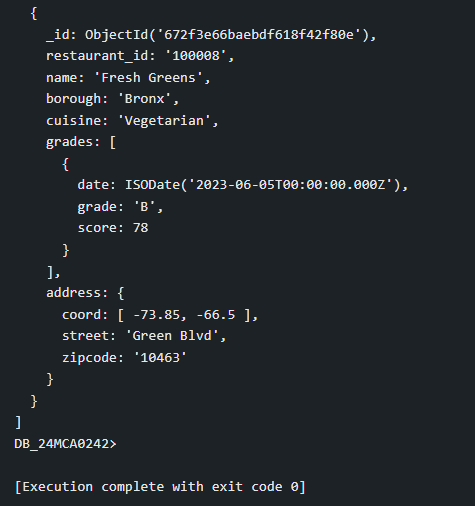 {
_id: ObjectId('672f3e66baebdf618f42f80e'),
restaurant_id: '100008',
name: 'Fresh Greens',
borough: 'Bronx',
cuisine: 'Vegetarian',
grades: [
{
date: ISODate('2023-06-05T00:00:00.000Z'),
grade: 'B',
score: 78
}
],
address: {
coord: [ -73.85, -66.5 ],
street: 'Green Blvd',
zipcode: '10463'
}
}
]
DB_24MCA0242>
[Execution complete with exit code 0]